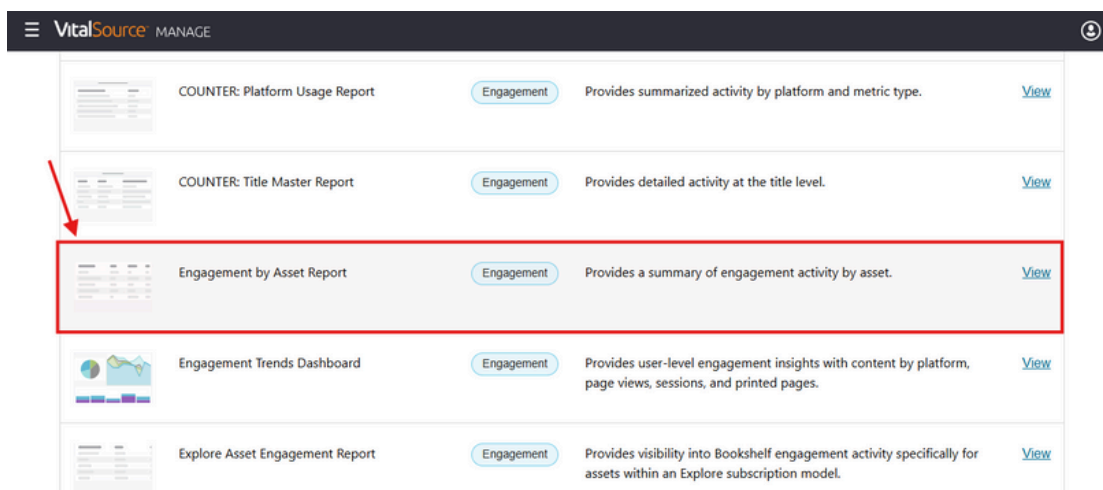 VitalSource MANAGE
COUNTER: Platform Usage Report
Engagement
Provides summarized activity by platform and metric type.
View
COUNTER: Title Master Report
Engagement
Provides detailed activity at the title level.
View
Engagement by Asset Report
Engagement
Provides a summary of engagement activity by asset.
View
Engagement Trends Dashboard
Engagement
Provides user-level engagement insights with content by platform,
page views, sessions, and printed pages.
View
Explore Asset Engagement Report
Engagement
Provides visibility into Bookshelf engagement activity specifically for
assets within an Explore subscription model.
View